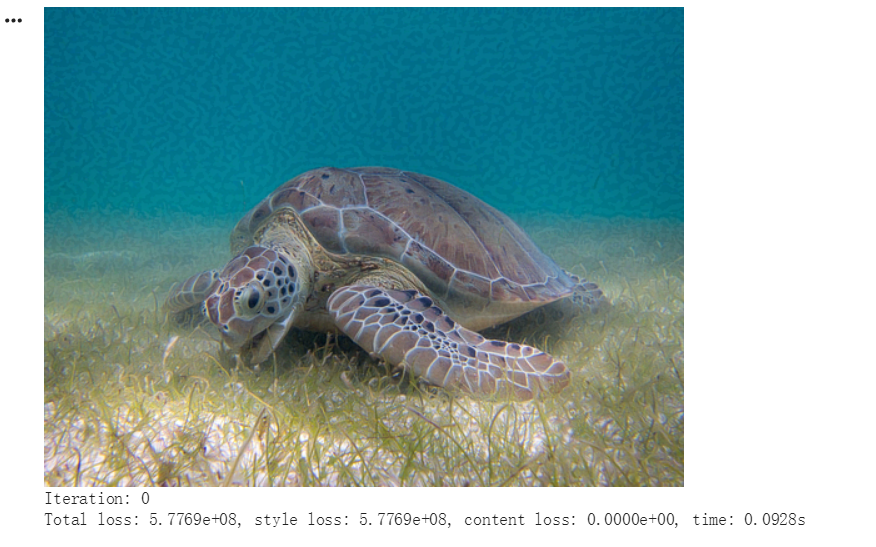 Iteration: 0
Total loss: 5.7769e+08, style loss: 5.7769e+08, content loss: 0.0000e+00, time: 0.0928s